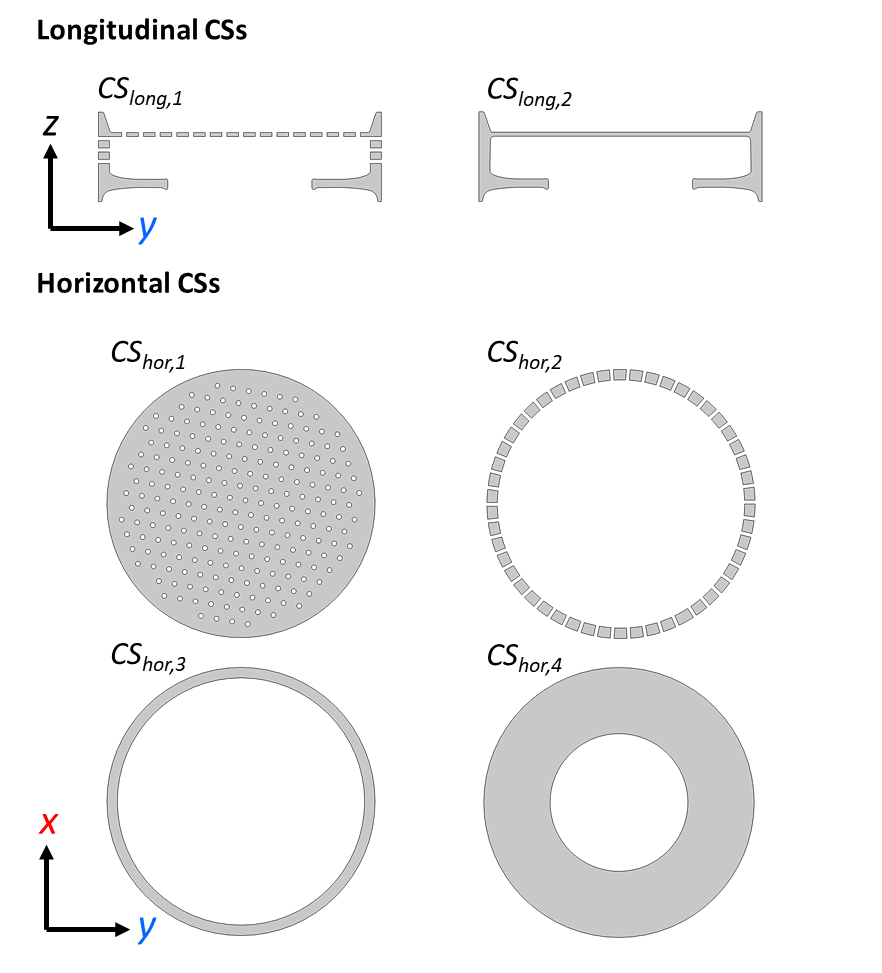 Longitudinal CSs
CSlong,1
CSlong,2
z
y
Horizontal CSs
CShor,1
CShor,2
CShor,3
CShor,4
x
y